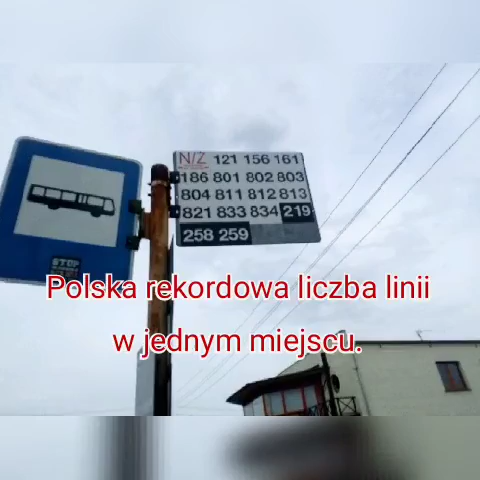 N/Z 121 156 161
186 801 802 803
804 811 812 813
821 833 834 219
258 259
STOP
Polska rekordowa liczba linii
w jednym miejscu.